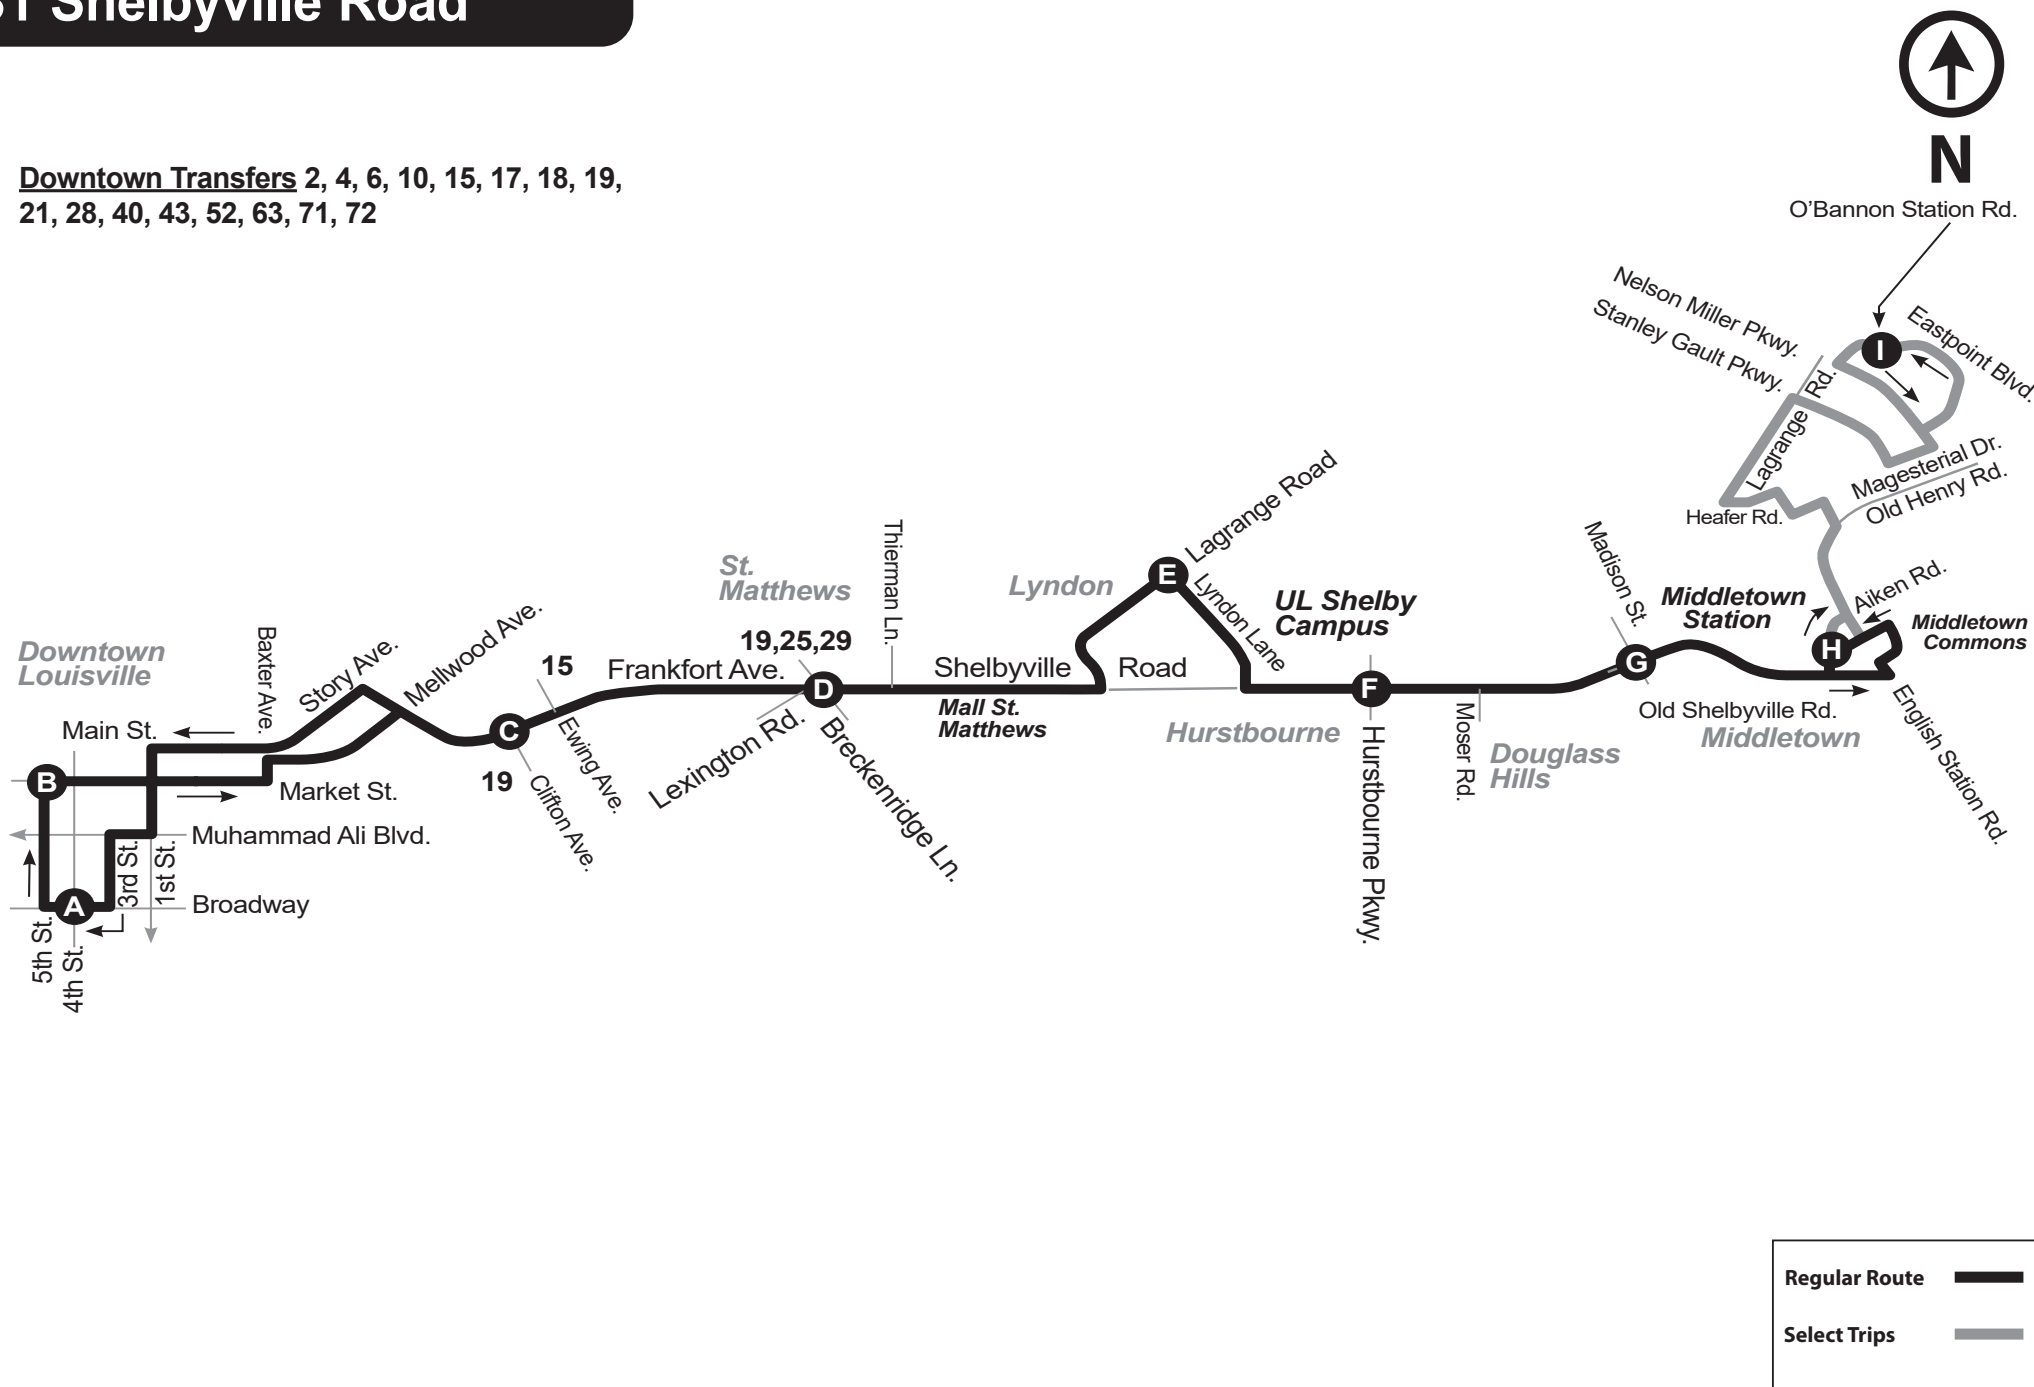 Shelbyville Road
N
O'Bannon Station Rd.
Downtown Transfers 2, 4, 6, 10, 15, 17, 18, 19,
21, 28, 40, 43, 52, 63, 71, 72
Nelson Miller Pkwy.
Stanley Gault Pkwy.
I
Eastpoint Blvd.
Lagrange Rd.
Magesterial Dr.
Old Henry Rd.
Heafer Rd.
Aiken Rd.
Middletown
Station
Middletown
Commons
H
Madison St.
G
Old Shelbyville Rd.
Middletown
English Station Rd.
Lagrange Road
E
Lyndon
Lyndon Lane
UL Shelby
Campus
F
Hurstbourne
Hurstbourne Pkwy.
Moser Rd.
Douglass
Hills
St.
Matthews
Thierman Ln.
19,25,29
Frankfort Ave.
D
Shelbyville
Road
Mall St.
Matthews
Lexington Rd.
Breckenridge Ln.
15
C
19
Ewing Ave.
Clifton Ave.
Downtown
Louisville
Baxter Ave.
Story Ave.
Mellwood Ave.
Main St.
B
Market St.
Muhammad Ali Blvd.
3rd St.
1st St.
A
Broadway
5th St.
4th St.
Regular Route
Select Trips